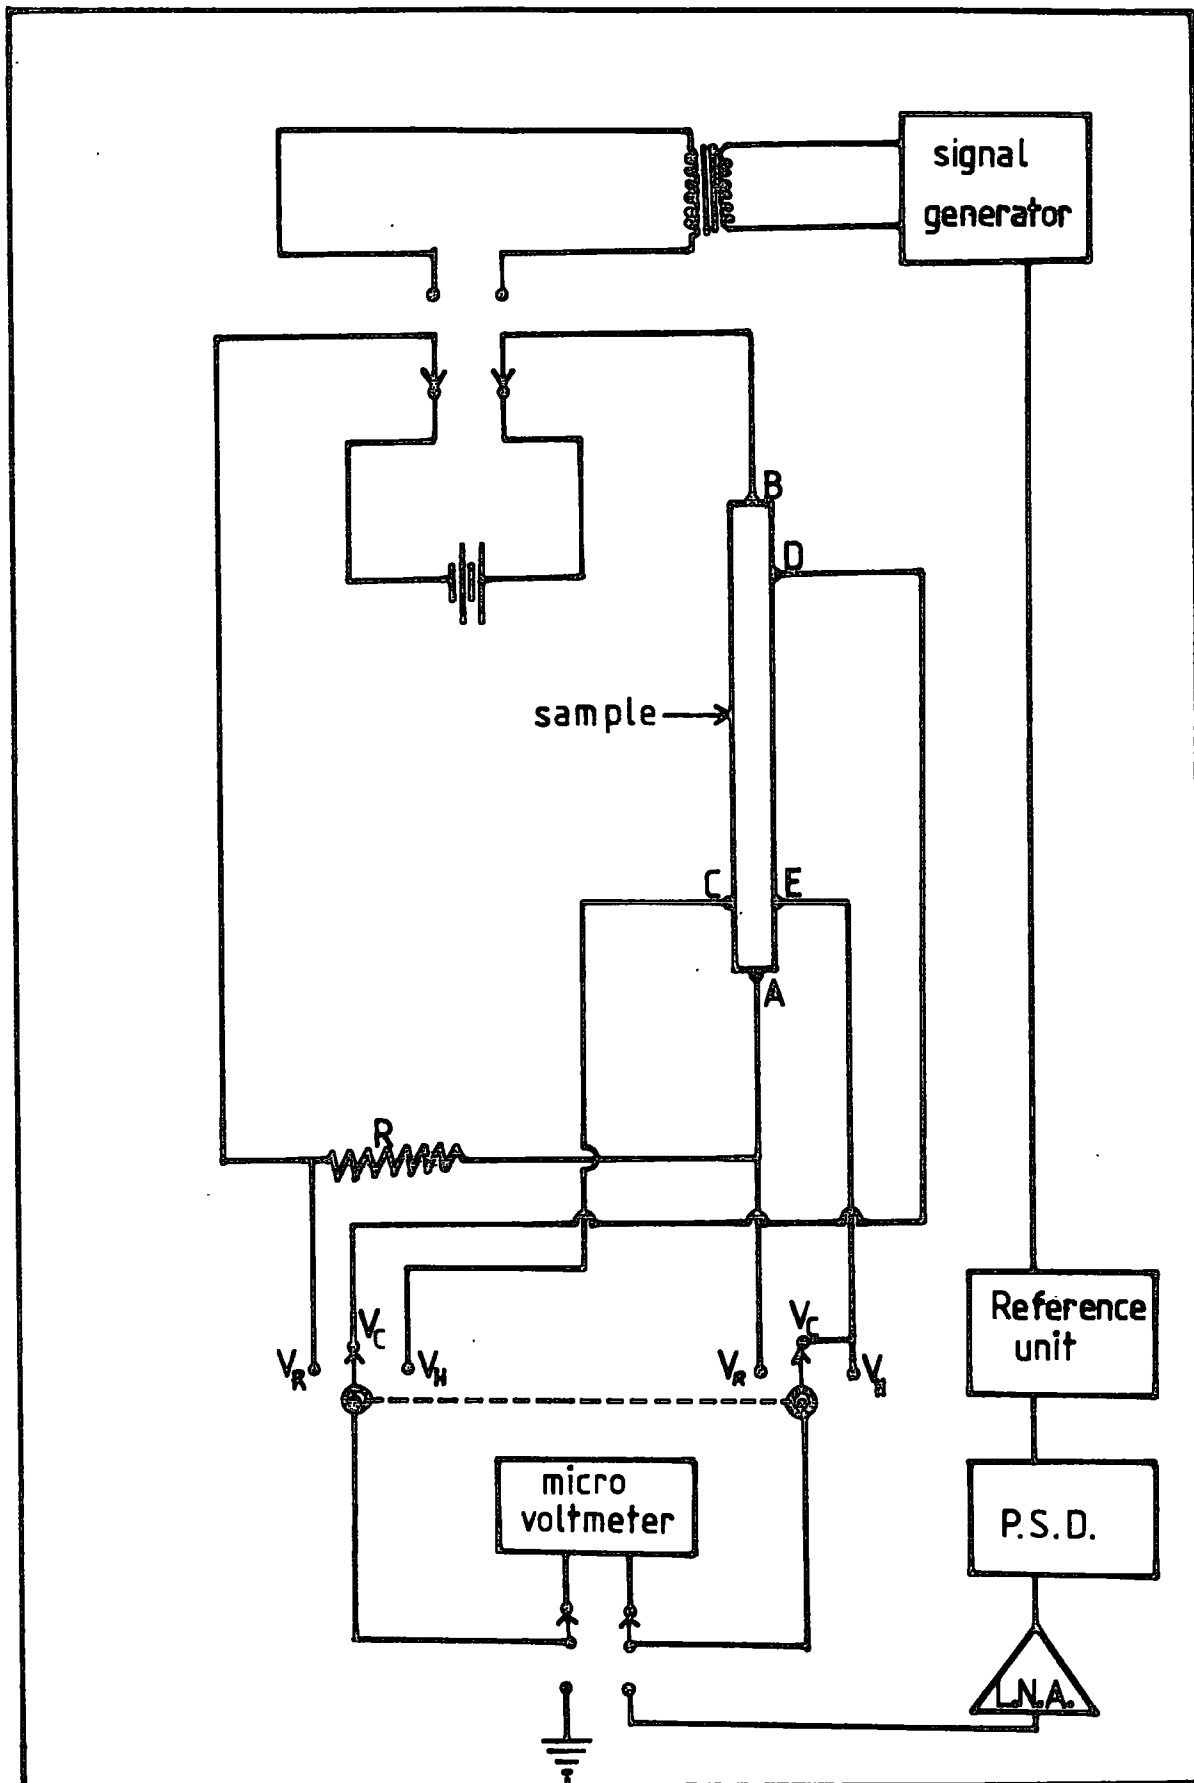 signal
generator
B
D
sample
C
E
A
R
V_C
V_R
V_H
V_R
V_C
V_H
Reference
unit
micro
voltmeter
P.S.D.
L.N.A.